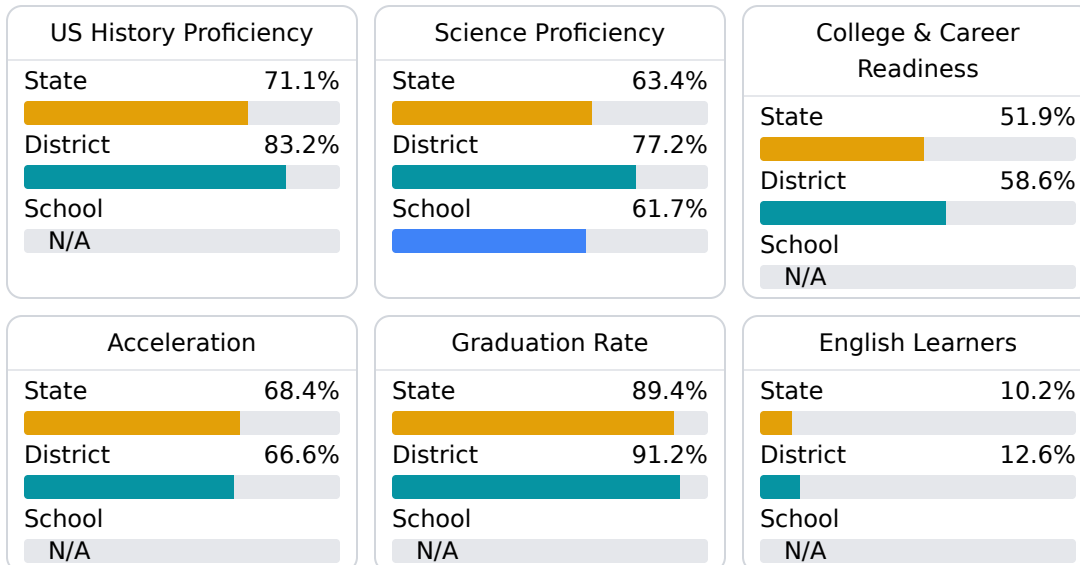 US History Proficiency
State 71.1%
District 83.2%
School
N/A
Science Proficiency
State 63.4%
District 77.2%
School 61.7%
College & Career
Readiness
State 51.9%
District 58.6%
School
N/A
Acceleration
State 68.4%
District 66.6%
School
N/A
Graduation Rate
State 89.4%
District 91.2%
School
N/A
English Learners
State 10.2%
District 12.6%
School
N/A